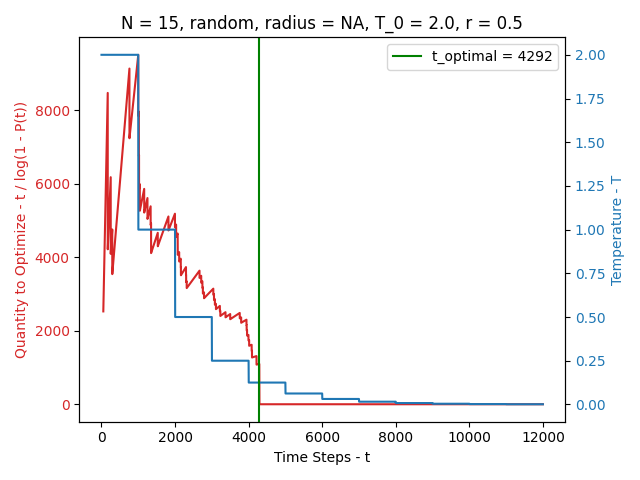 N = 15, random, radius = NA, T_0 = 2.0, r = 0.5
t_optimal = 4292
Quantity to Optimize - t / log(1 - P(t))
8000
6000
4000
2000
0
2.00
1.75
1.50
1.25
1.00
0.75
0.50
0.25
0.00
Temperature - T
0 2000 4000 6000 8000 10000 12000
Time Steps - t